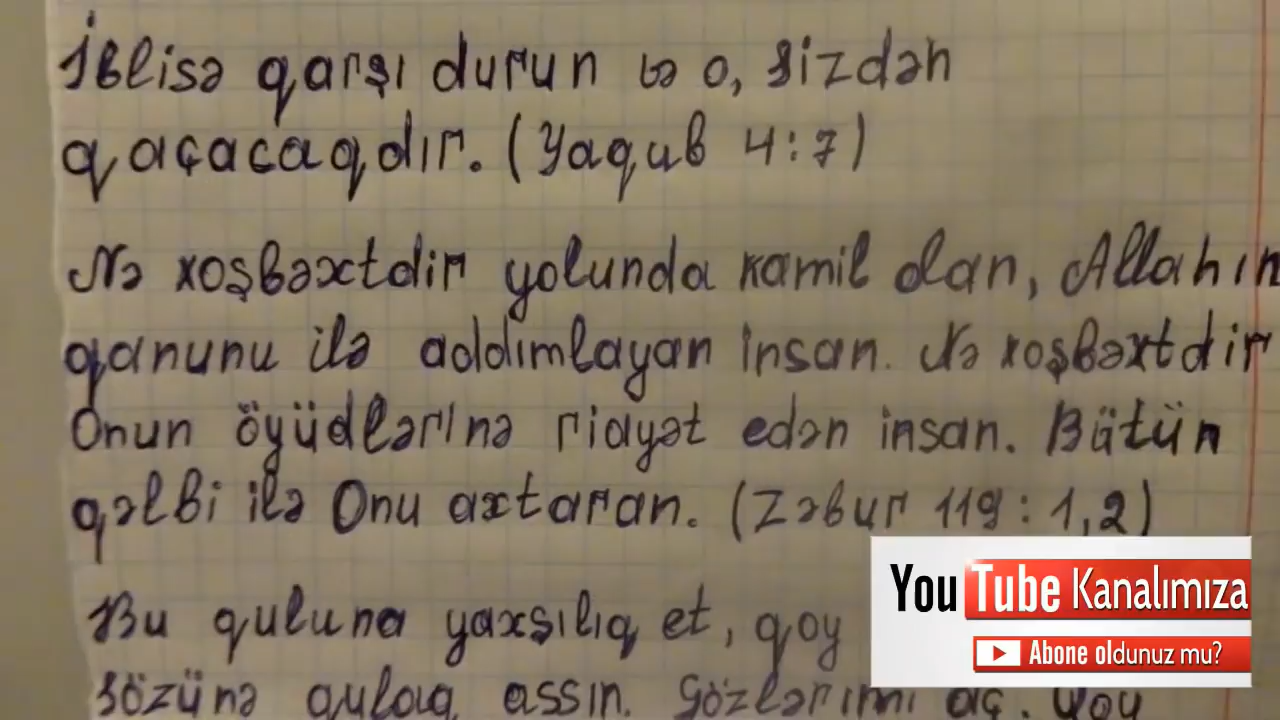 İblisə qarşı durun və o, sizdən
qaçacaqdır. (Yaqub 4:7)
Nə xoşbəxtdir yolunda kamil olan, Allahın
qanunu ilə addımlayan insan. Nə xoşbəxtdir
Onun öyüdlərinə riayət edən insan. Bütün
qəlbi ilə Onu axtaran. (Zəbur 119:1,2)
Bu quluna yaxşılıq et, qoy
sözünə qulaq assın. Gözlərimi aç. Qoy
YouTube Kanalımıza
Abone oldunuz mu?